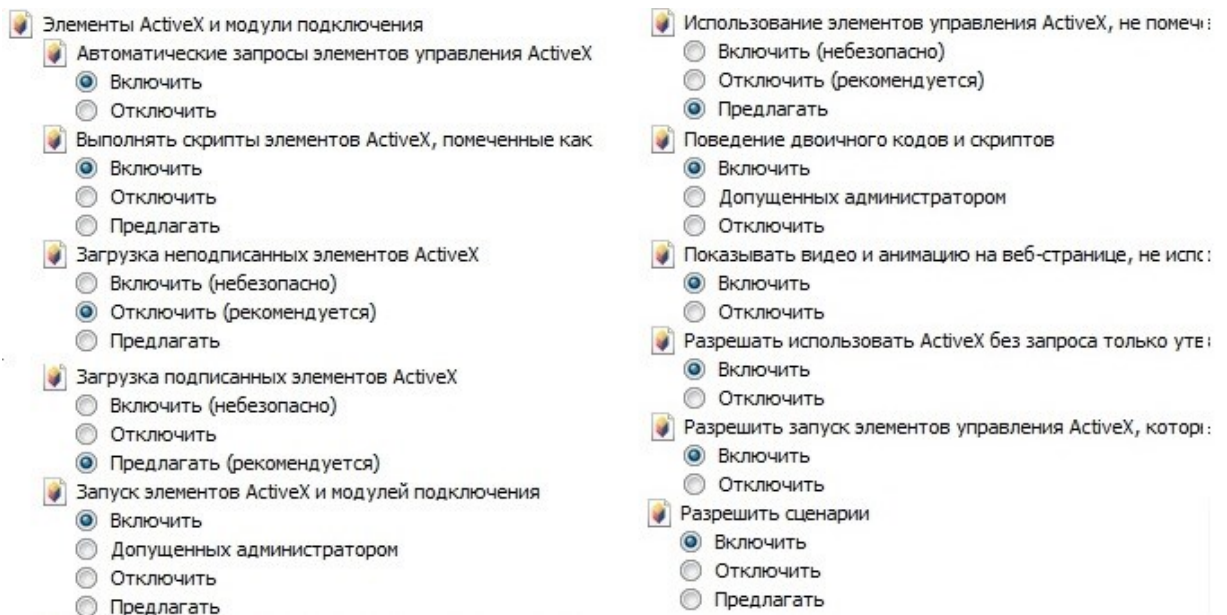 Элементы ActiveX и модули подключения
Автоматические запросы элементов управления ActiveX
Включить
Отключить
Выполнять скрипты элементов ActiveX, помеченные как
Включить
Отключить
Предлагать
Загрузка неподписанных элементов ActiveX
Включить (небезопасно)
Отключить (рекомендуется)
Предлагать
Загрузка подписанных элементов ActiveX
Включить (небезопасно)
Отключить
Предлагать (рекомендуется)
Запуск элементов ActiveX и модулей подключения
Включить
Допущенных администратором
Отключить
Предлагать
Использование элементов управления ActiveX, не
Включить (небезопасно)
Отключить (рекомендуется)
Предлагать
Поведение двоичного кодов и скриптов
Включить
Допущенных администратором
Отключить
Показывать видео и анимацию на веб-странице, не
Включить
Отключить
Разрешать использовать ActiveX без запроса только
Включить
Отключить
Разрешить запуск элементов управления ActiveX,
Включить
Отключить
Разрешить сценарии
Включить
Отключить
Предлагать